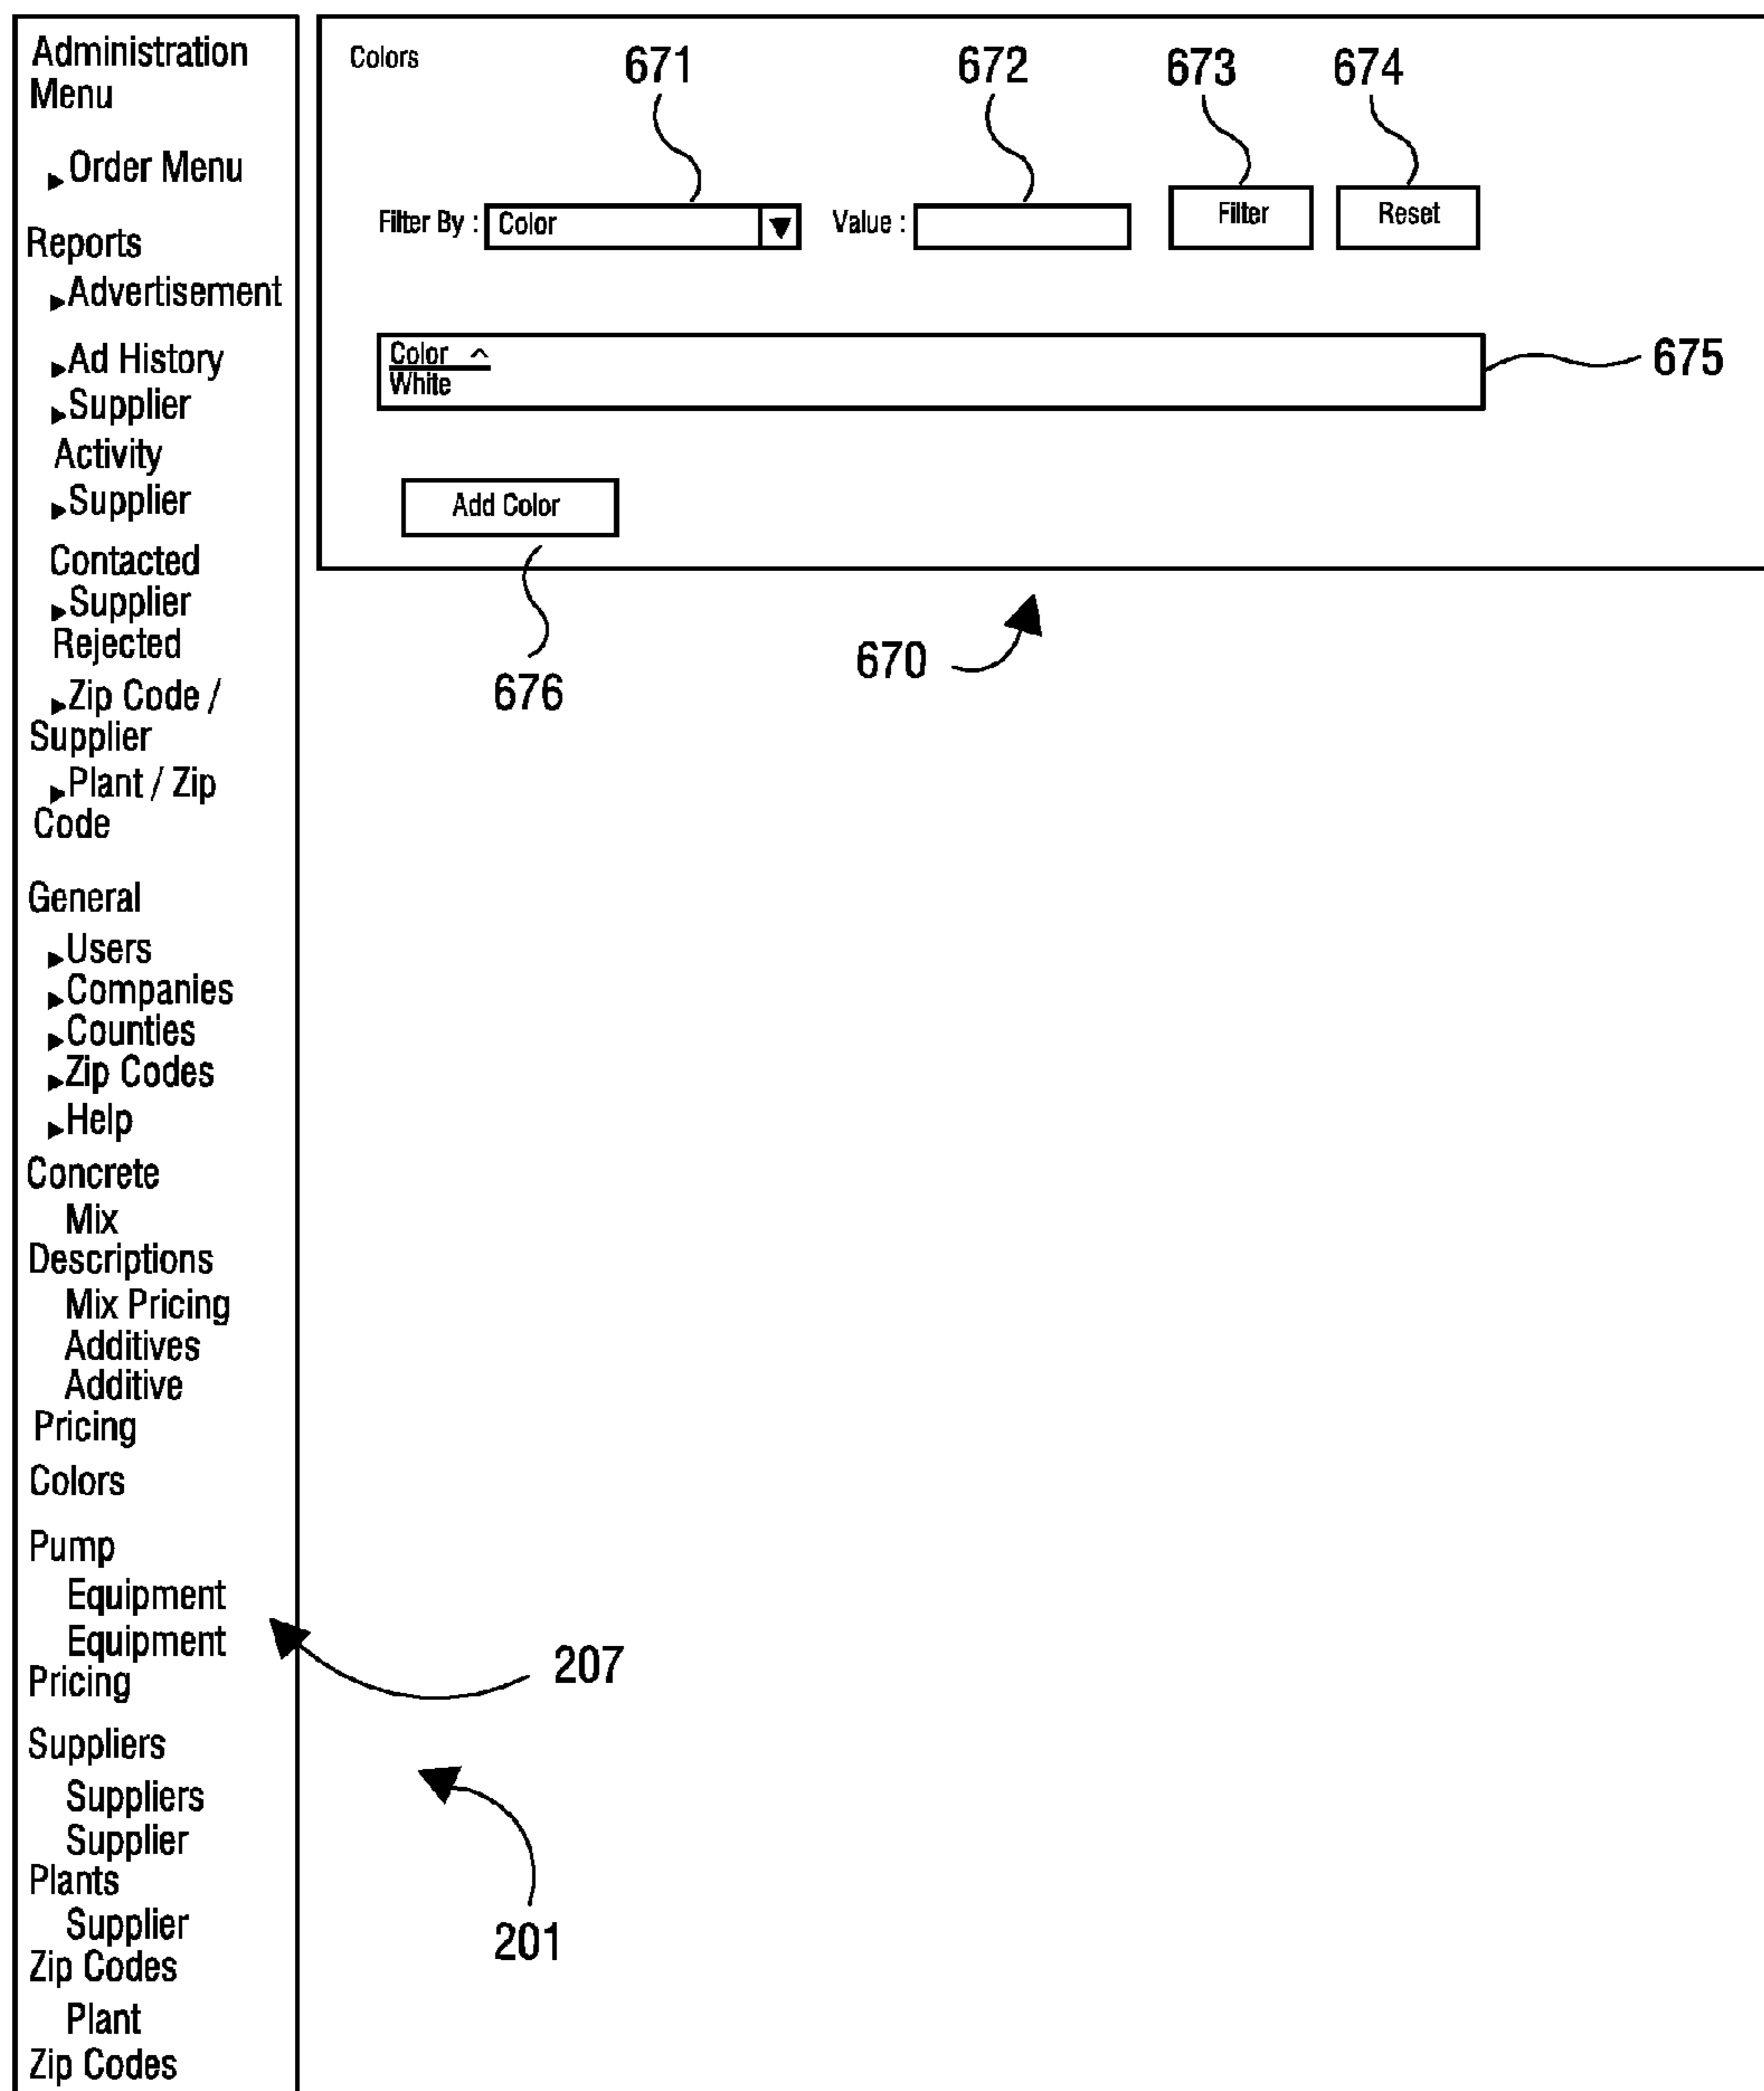 Administration
Menu
▸Order Menu
Reports
▸Advertisement
▸Ad History
▸Supplier
Activity
▸Supplier
Contacted
▸Supplier
Rejected
▸Zip Code /
Supplier
▸Plant / Zip
Code
General
▸Users
▸Companies
▸Counties
▸Zip Codes
▸Help
Concrete
Mix
Descriptions
Mix Pricing
Additives
Additive
Pricing
Colors
Pump
Equipment
Equipment
Pricing
Suppliers
Suppliers
Supplier
Plants
Supplier
Zip Codes
Plant
Zip Codes
Colors
671 672 673 674
Filter By : Color ▼ Value : Filter Reset
Color ^
White
675
Add Color
676
670
207
201